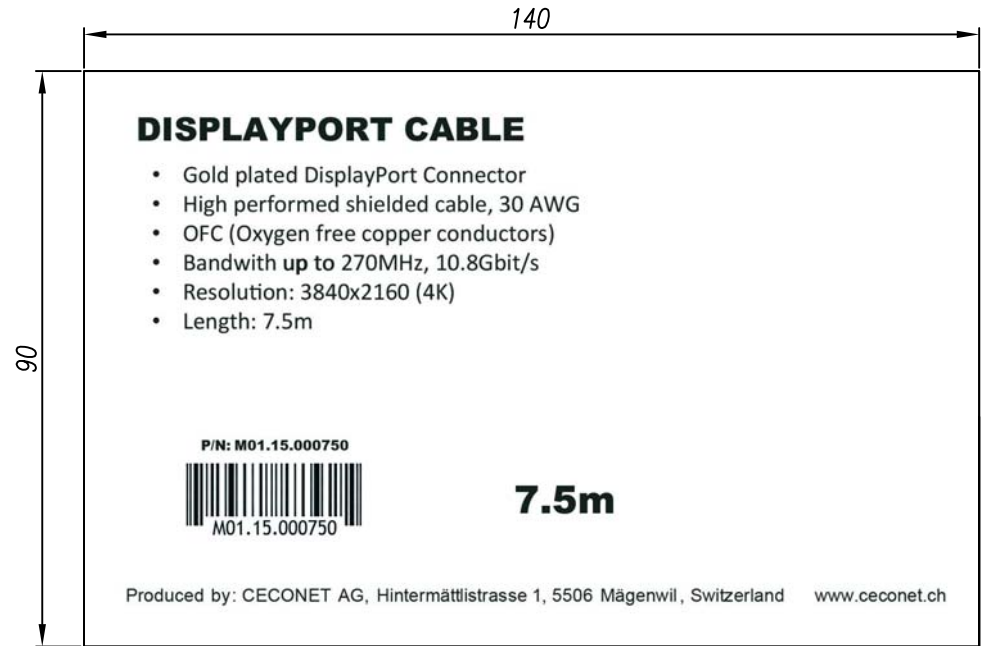 140
90
DISPLAYPORT CABLE
• Gold plated DisplayPort Connector
• High performed shielded cable, 30 AWG
• OFC (Oxygen free copper conductors)
• Bandwith up to 270MHz, 10.8Gbit/s
• Resolution: 3840x2160 (4K)
• Length: 7.5m
P/N: M01.15.000750
M01.15.000750
7.5m
Produced by: CECONET AG, Hintermättlistrasse 1, 5506 Mägenwil, Switzerland www.ceconet.ch